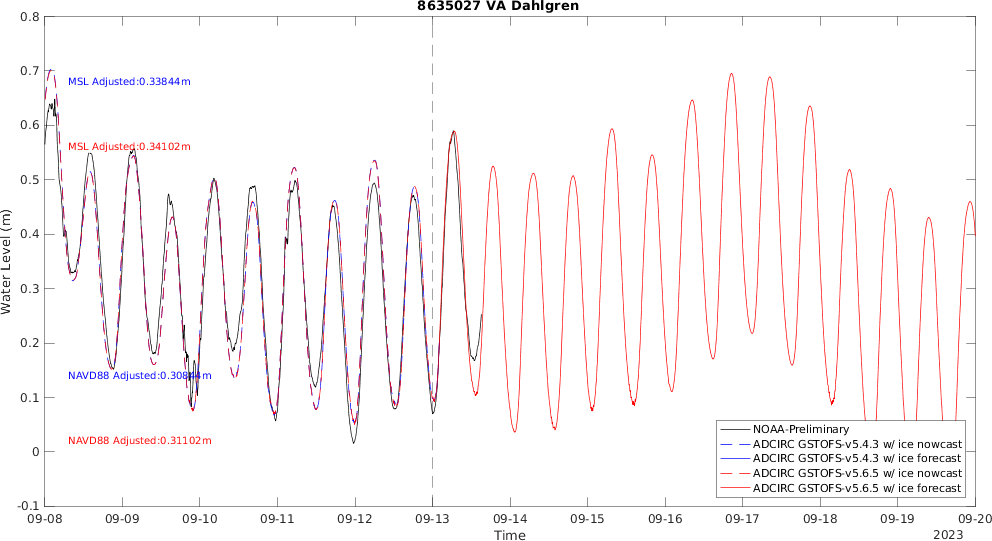 8635027 VA Dahlgren
0.8
0.7
0.6
0.5
0.4
0.3
0.2
0.1
0
-0.1
Water Level (m)
MSL Adjusted:0.33844m
MSL Adjusted:0.34102m
NAVD88 Adjusted:0.30844m
NAVD88 Adjusted:0.31102m
NOAA-Preliminary
ADCIRC GSTOFS-v5.4.3 w/ ice nowcast
ADCIRC GSTOFS-v5.4.3 w/ ice forecast
ADCIRC GSTOFS-v5.6.5 w/ ice nowcast
ADCIRC GSTOFS-v5.6.5 w/ ice forecast
09-08 09-09 09-10 09-11 09-12 09-13 09-14 09-15 09-16 09-17 09-18 09-19 09-20
Time
2023